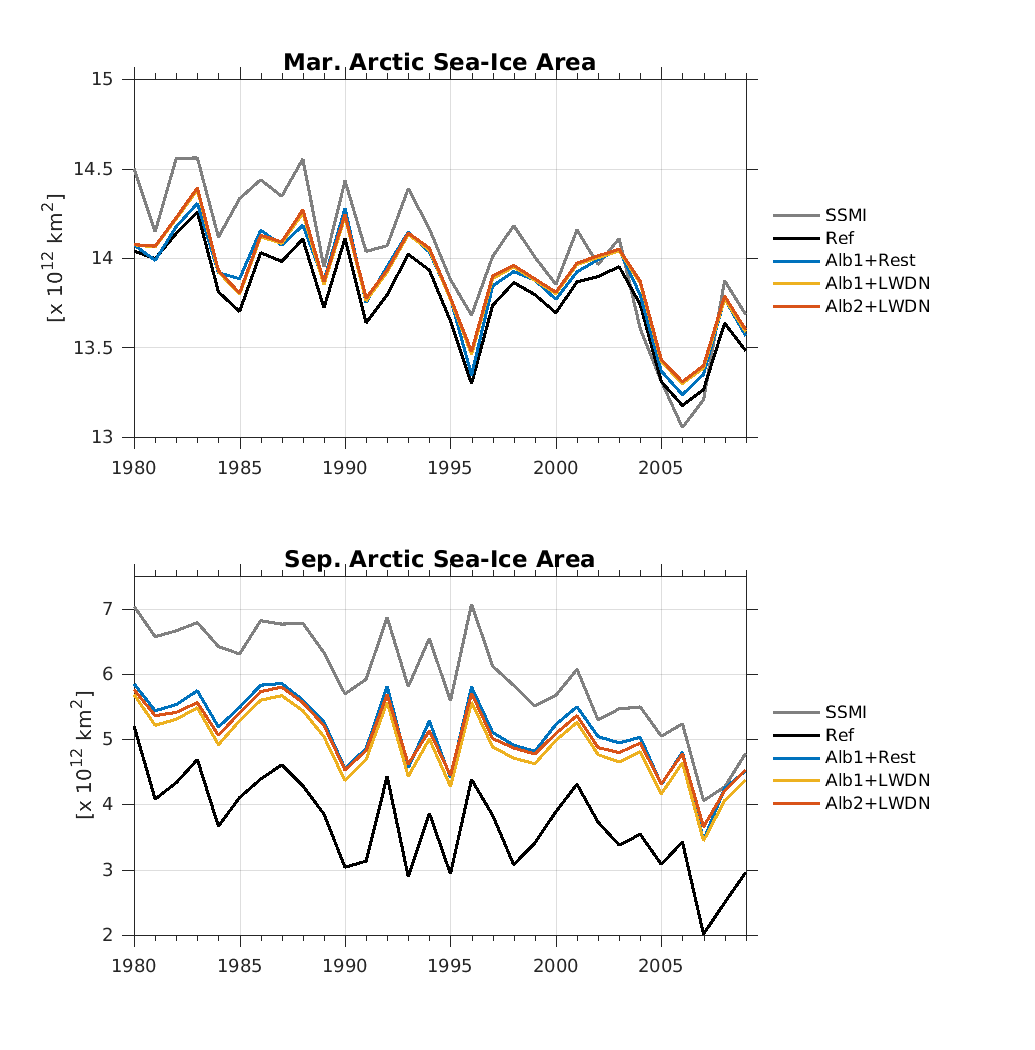 Mar. Arctic Sea-Ice Area
15
14.5
14
13.5
13
[x 10^12 km^2]
1980 1985 1990 1995 2000 2005
SSMI
Ref
Alb1+Rest
Alb1+LWDN
Alb2+LWDN
Sep. Arctic Sea-Ice Area
7
6
5
4
3
2
[x 10^12 km^2]
1980 1985 1990 1995 2000 2005
SSMI
Ref
Alb1+Rest
Alb1+LWDN
Alb2+LWDN